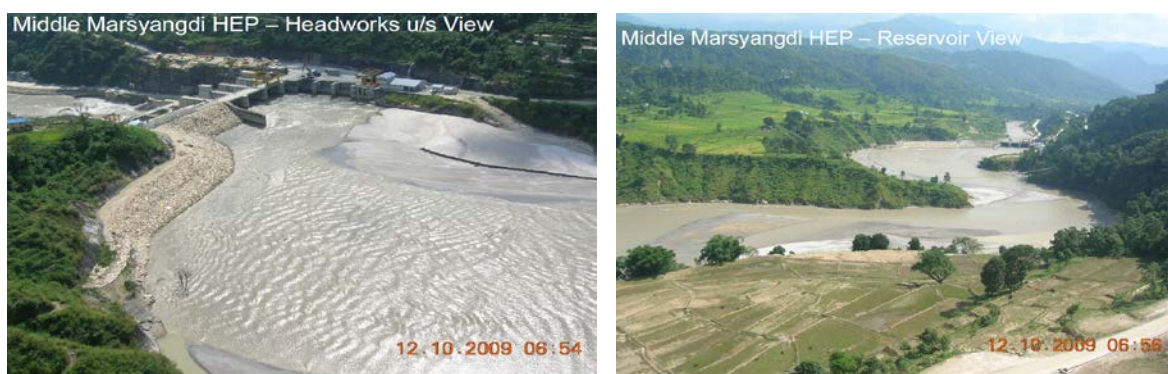 Middle Marsyangdi HEP – Headworks u/s View
12.10.2009 06:54
Middle Marsyangdi HEP – Reservoir View
12.10.2009 06:56